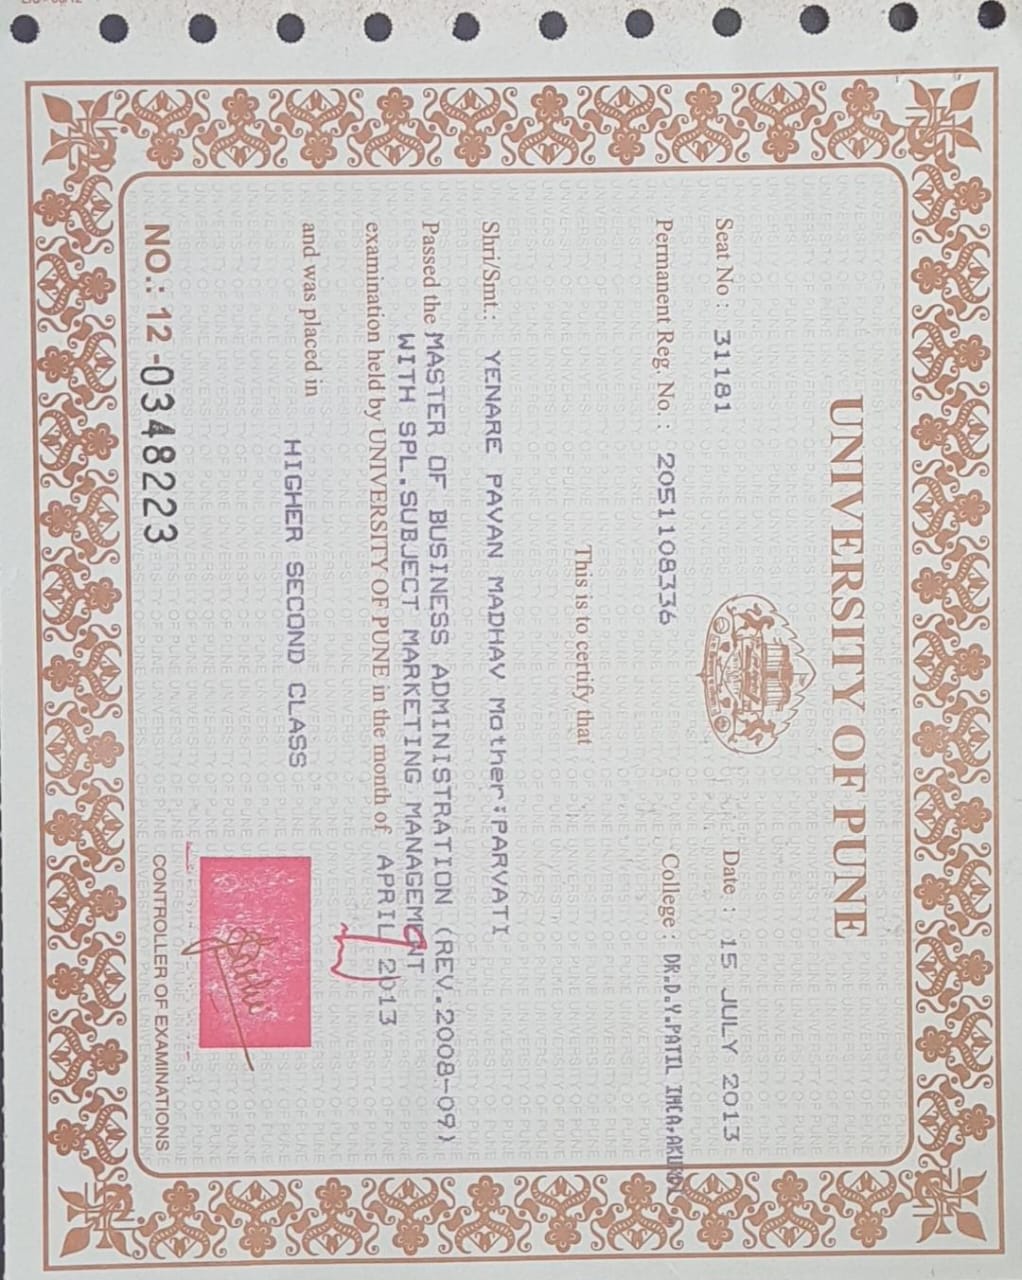 UNIVERSITY OF PUNE
Seat No : 31181 Date : 15 JULY 2013
Permanent Reg. No. : 2051108336 College : DR.D.Y.PATIL IMCA,AKURDI
This is to certify that
Shri/Smt.: YENARE PAVAN MADHAV Mother:PARVATI
Passed the MASTER OF BUSINESS ADMINISTRATION (REV.2008-09)
WITH SPL.SUBJECT MARKETING MANAGEMENT
examination held by UNIVERSITY OF PUNE in the month of APRIL 2013
and was placed in
HIGHER SECOND CLASS
NO.: 12 -0348223 CONTROLLER OF EXAMINATIONS